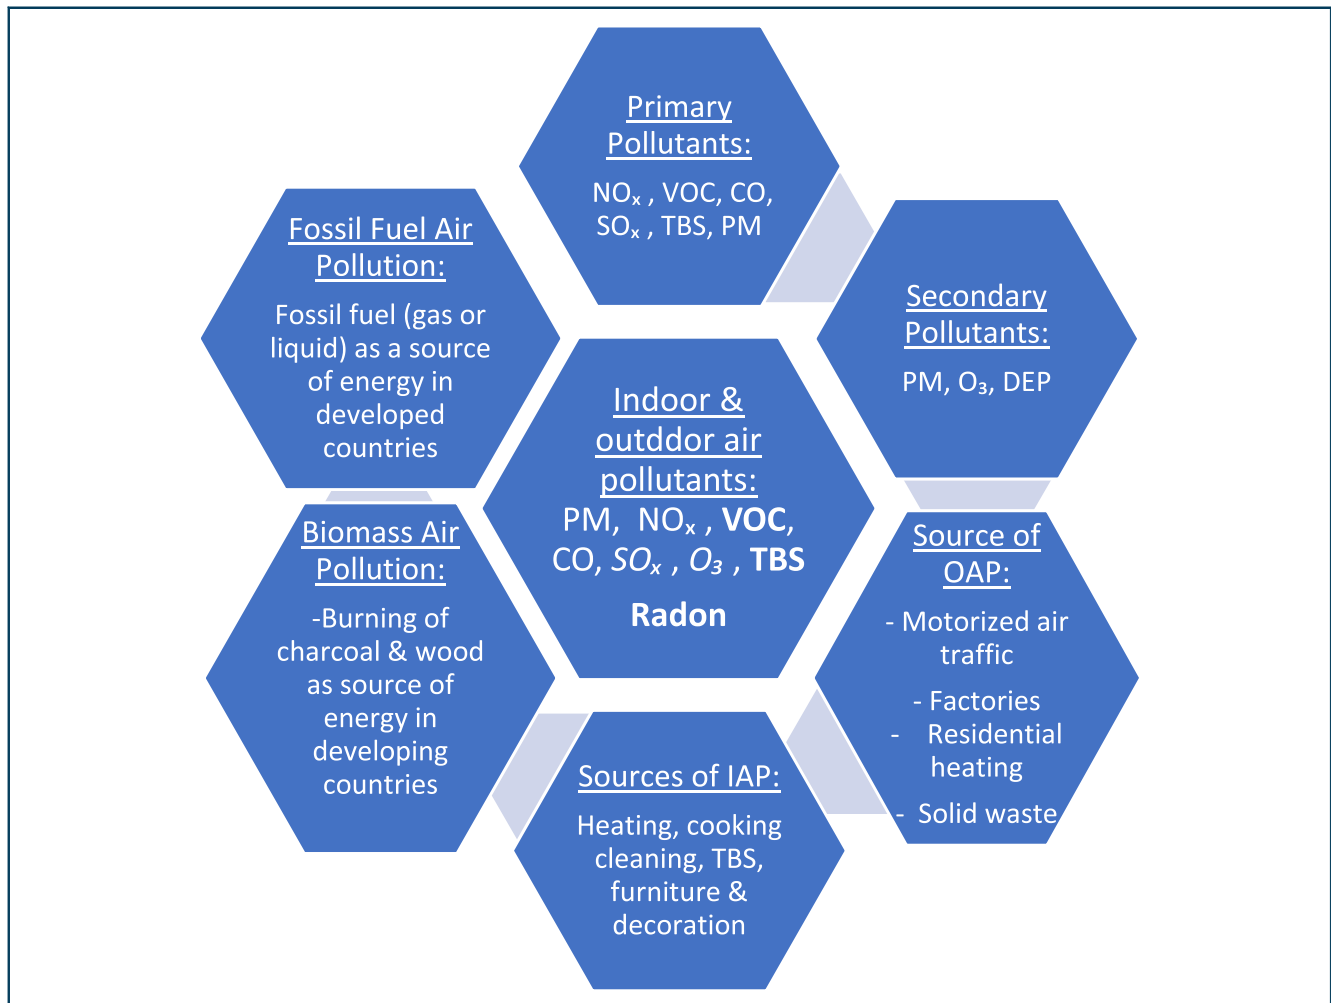 Primary
Pollutants:
NOₓ , VOC, CO,
SOₓ , TBS, PM
Secondary
Pollutants:
PM, O₃, DEP
Source of
OAP:
- Motorized air
traffic
- Factories
- Residential
heating
- Solid waste
Sources of IAP:
Heating, cooking
cleaning, TBS,
furniture &
decoration
Biomass Air
Pollution:
-Burning of
charcoal & wood
as source of
energy in
developing
countries
Fossil Fuel Air
Pollution:
Fossil fuel (gas or
liquid) as a source
of energy in
developed
countries
Indoor &
outddor air
pollutants:
PM, NOₓ , VOC,
CO, SOₓ , O₃ , TBS
Radon